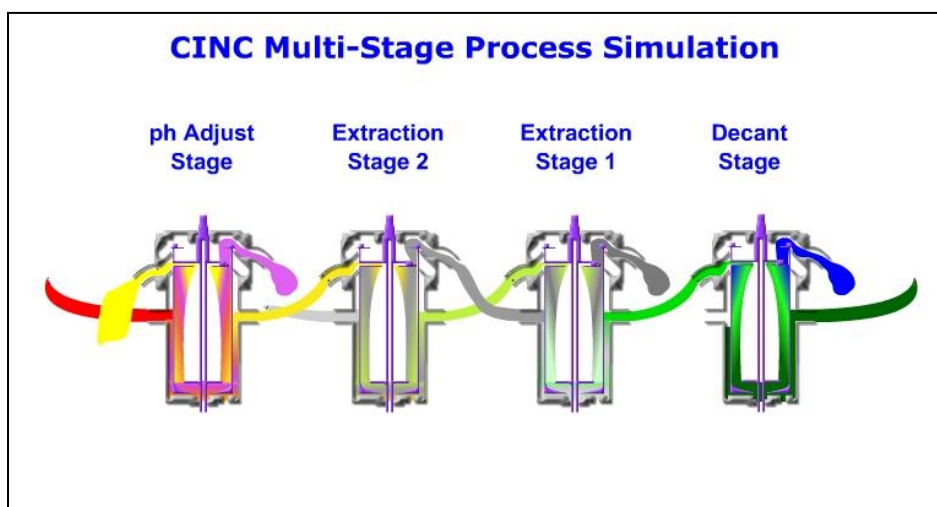 CINC Multi-Stage Process Simulation
ph Adjust
Stage
Extraction
Stage 2
Extraction
Stage 1
Decant
Stage